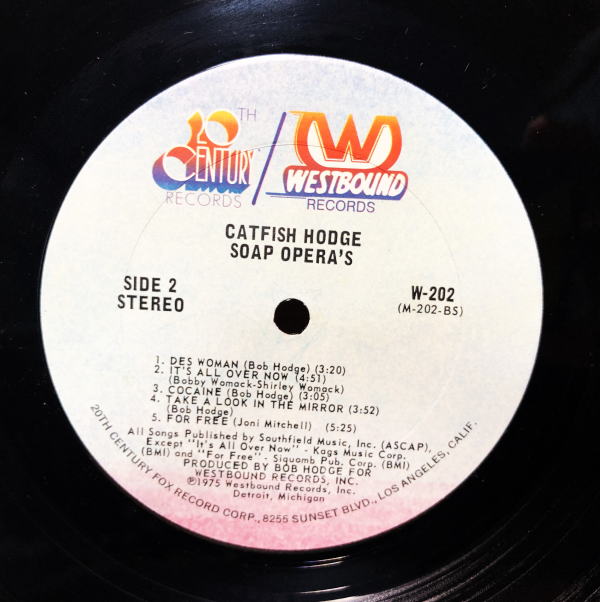 20TH CENTURY RECORDS
WESTBOUND RECORDS
CATFISH HODGE
SOAP OPERA'S
SIDE 2
STEREO
W-202
(M-202-BS)
1. DES WOMAN (Bob Hodge) (3:20)
2. IT'S ALL OVER NOW (4:51)
(Bobby Womack-Shirley Womack)
3. COCAINE (Bob Hodge) (3:05)
4. TAKE A LOOK IN THE MIRROR (3:52)
(Bob Hodge)
5. FOR FREE (Joni Mitchell) (5:25)
All Songs Published by Southfield Music, Inc. (ASCAP),
Except "It's All Over Now" - Kags Music Corp.
(BMI) and "For Free" - Siquomb Pub. Corp. (BMI)
PRODUCED BY BOB HODGE FOR
WESTBOUND RECORDS, INC.
℗1975 Westbound Records, Inc.
Detroit, Michigan
20TH CENTURY FOX RECORD CORP., 8255 SUNSET BLVD., LOS ANGELES, CALIF.